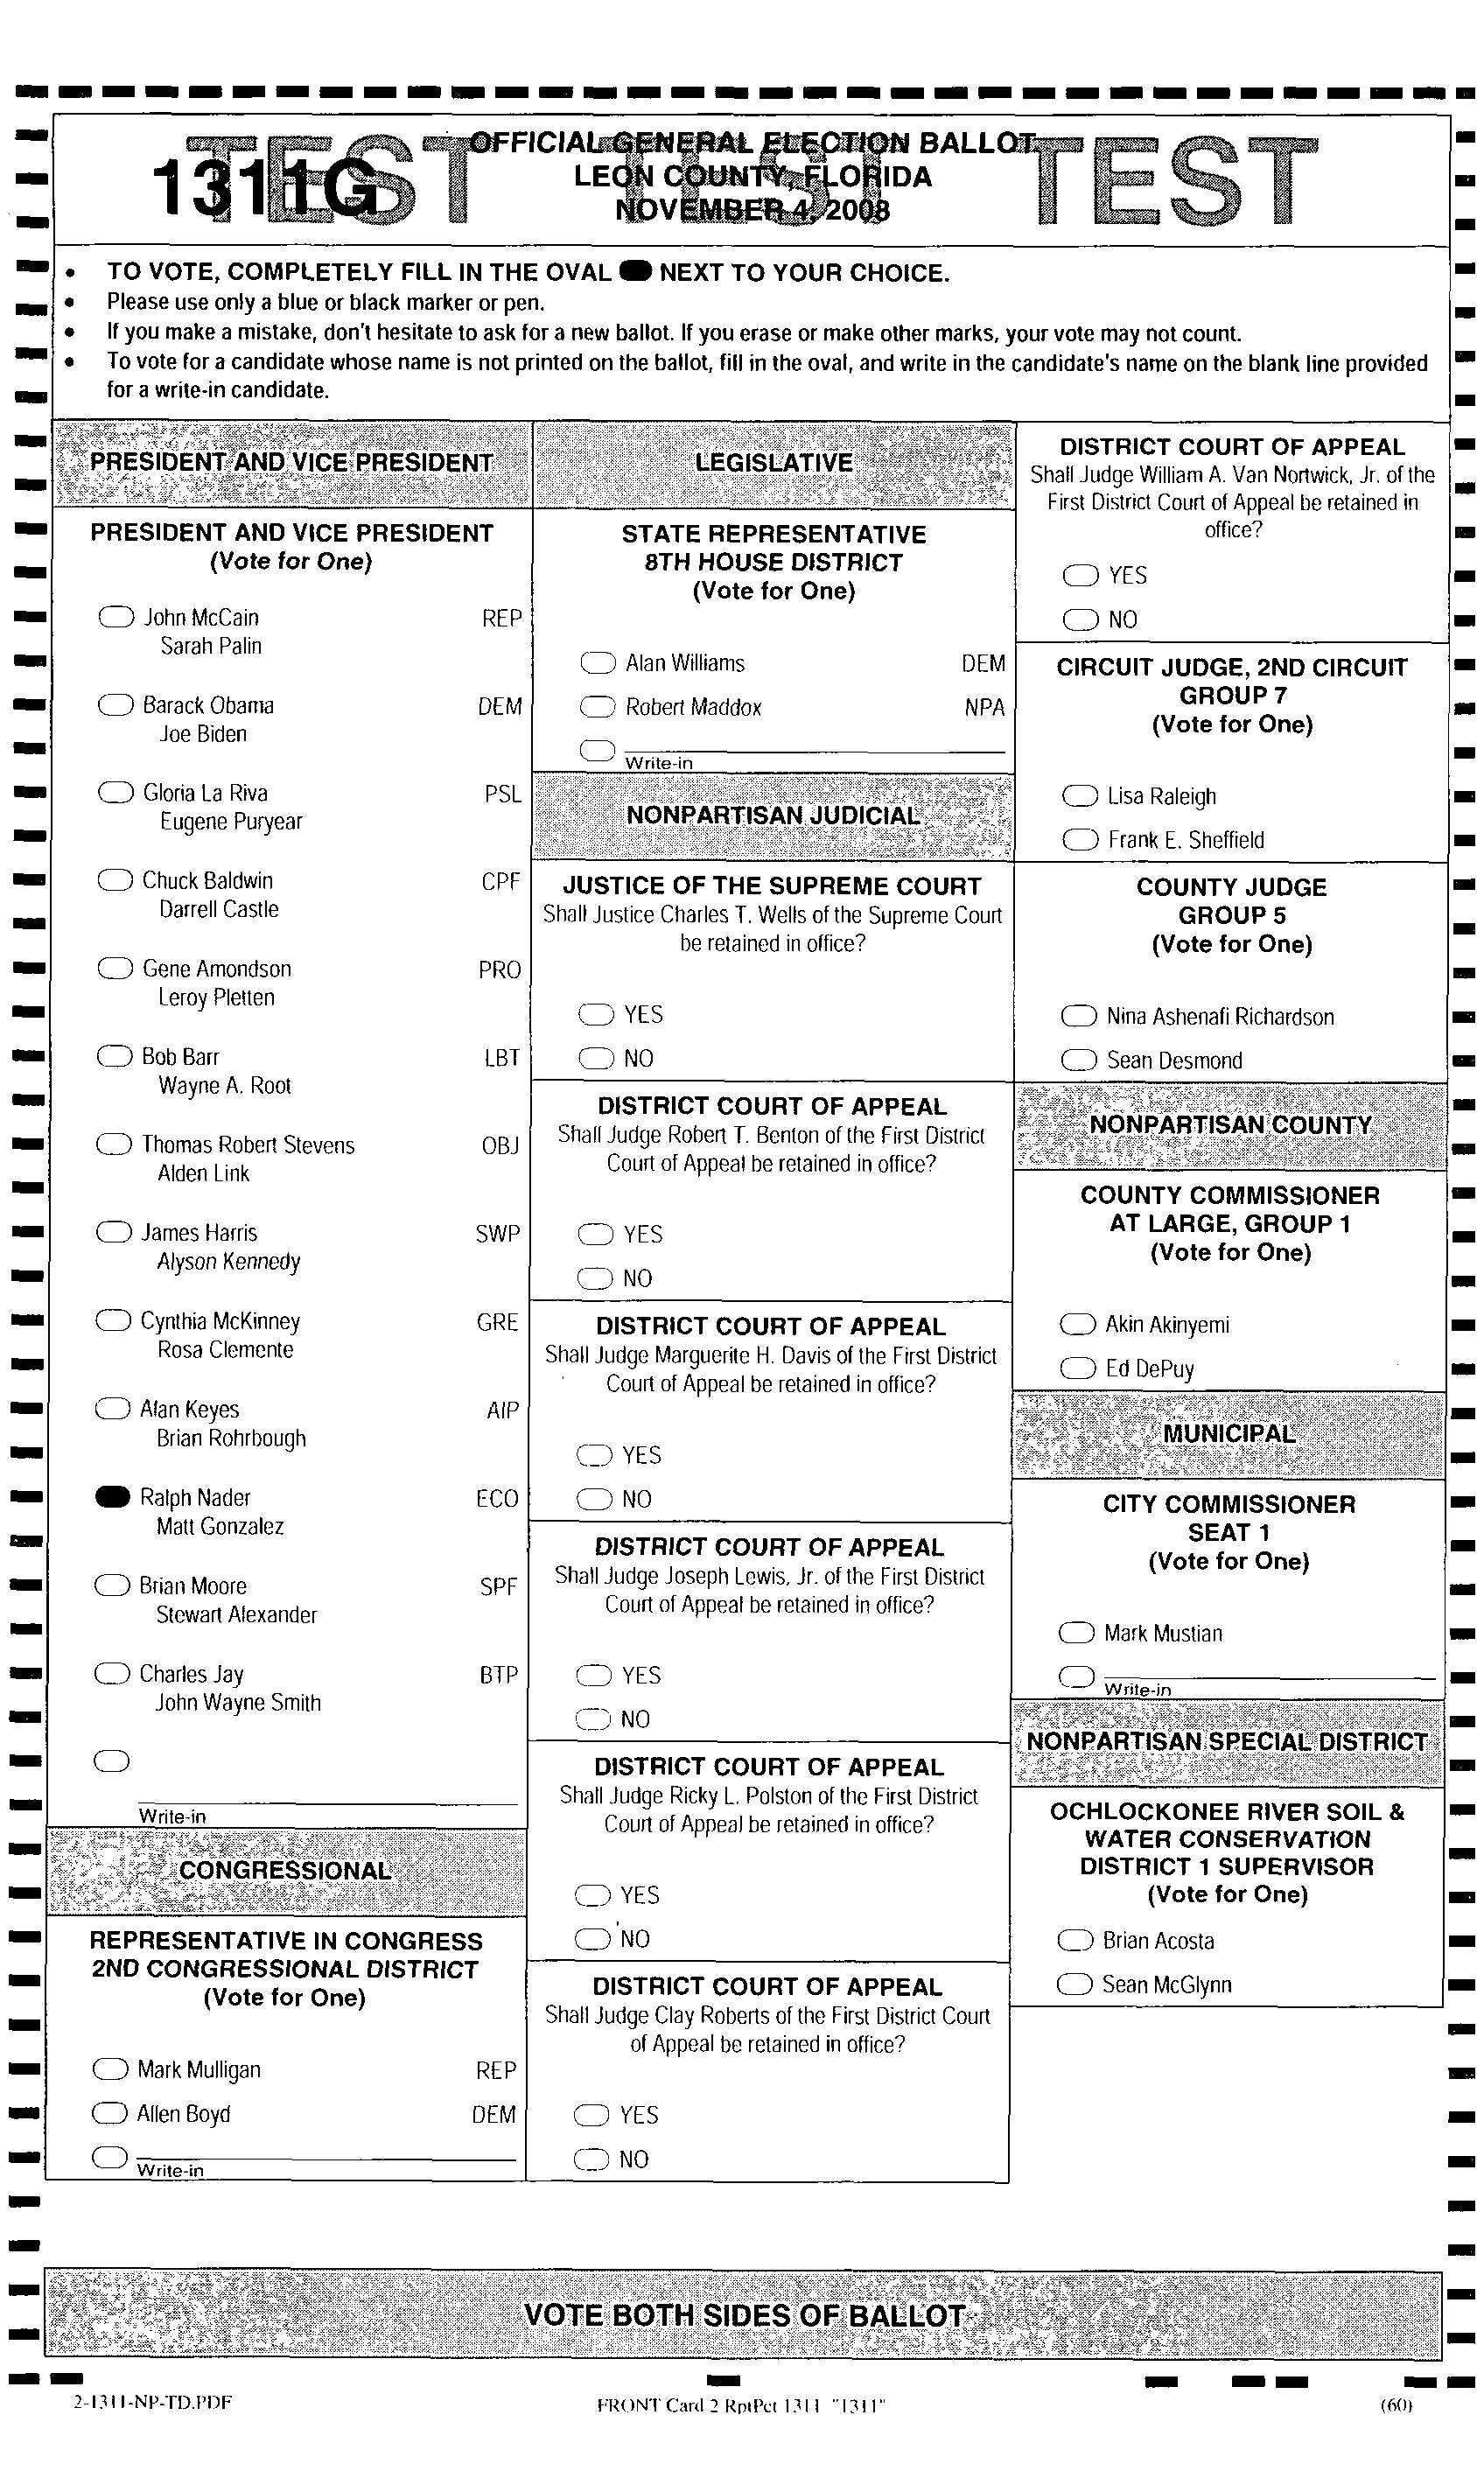 TEST TEST TEST
1311G
OFFICIAL GENERAL ELECTION BALLOT
LEON COUNTY, FLORIDA
NOVEMBER 4, 2008
• TO VOTE, COMPLETELY FILL IN THE OVAL NEXT TO YOUR CHOICE.
• Please use only a blue or black marker or pen.
• If you make a mistake, don't hesitate to ask for a new ballot. If you erase or make other marks, your vote may not count.
• To vote for a candidate whose name is not printed on the ballot, fill in the oval, and write in the candidate's name on the blank line provided
for a write-in candidate.
PRESIDENT AND VICE PRESIDENT
PRESIDENT AND VICE PRESIDENT
(Vote for One)
John McCain REP
Sarah Palin
Barack Obama DEM
Joe Biden
Gloria La Riva PSL
Eugene Puryear
Chuck Baldwin CPF
Darrell Castle
Gene Amondson PRO
Leroy Pletten
Bob Barr LBT
Wayne A. Root
Thomas Robert Stevens OBJ
Alden Link
James Harris SWP
Alyson Kennedy
Cynthia McKinney GRE
Rosa Clemente
Alan Keyes AIP
Brian Rohrbough
Ralph Nader ECO
Matt Gonzalez
Brian Moore SPF
Stewart Alexander
Charles Jay BTP
John Wayne Smith
Write-in
CONGRESSIONAL
REPRESENTATIVE IN CONGRESS
2ND CONGRESSIONAL DISTRICT
(Vote for One)
Mark Mulligan REP
Allen Boyd DEM
Write-in
LEGISLATIVE
STATE REPRESENTATIVE
8TH HOUSE DISTRICT
(Vote for One)
Alan Williams DEM
Robert Maddox NPA
Write-in
NONPARTISAN JUDICIAL
JUSTICE OF THE SUPREME COURT
Shall Justice Charles T. Wells of the Supreme Court
be retained in office?
YES
NO
DISTRICT COURT OF APPEAL
Shall Judge Robert T. Benton of the First District
Court of Appeal be retained in office?
YES
NO
DISTRICT COURT OF APPEAL
Shall Judge Marguerite H. Davis of the First District
Court of Appeal be retained in office?
YES
NO
DISTRICT COURT OF APPEAL
Shall Judge Joseph Lewis, Jr. of the First District
Court of Appeal be retained in office?
YES
NO
DISTRICT COURT OF APPEAL
Shall Judge Ricky L. Polston of the First District
Court of Appeal be retained in office?
YES
NO
DISTRICT COURT OF APPEAL
Shall Judge Clay Roberts of the First District Court
of Appeal be retained in office?
YES
NO
DISTRICT COURT OF APPEAL
Shall Judge William A. Van Nortwick, Jr. of the
First District Court of Appeal be retained in
office?
YES
NO
CIRCUIT JUDGE, 2ND CIRCUIT
GROUP 7
(Vote for One)
Lisa Raleigh
Frank E. Sheffield
COUNTY JUDGE
GROUP 5
(Vote for One)
Nina Ashenafi Richardson
Sean Desmond
NONPARTISAN COUNTY
COUNTY COMMISSIONER
AT LARGE, GROUP 1
(Vote for One)
Akin Akinyemi
Ed DePuy
MUNICIPAL
CITY COMMISSIONER
SEAT 1
(Vote for One)
Mark Mustian
Write-in
NONPARTISAN SPECIAL DISTRICT
OCHLOCKONEE RIVER SOIL &
WATER CONSERVATION
DISTRICT 1 SUPERVISOR
(Vote for One)
Brian Acosta
Sean McGlynn
VOTE BOTH SIDES OF BALLOT
2-1311-NP-TD.PDF FRONT Card 2 RptPct 1311 "1311" (60)